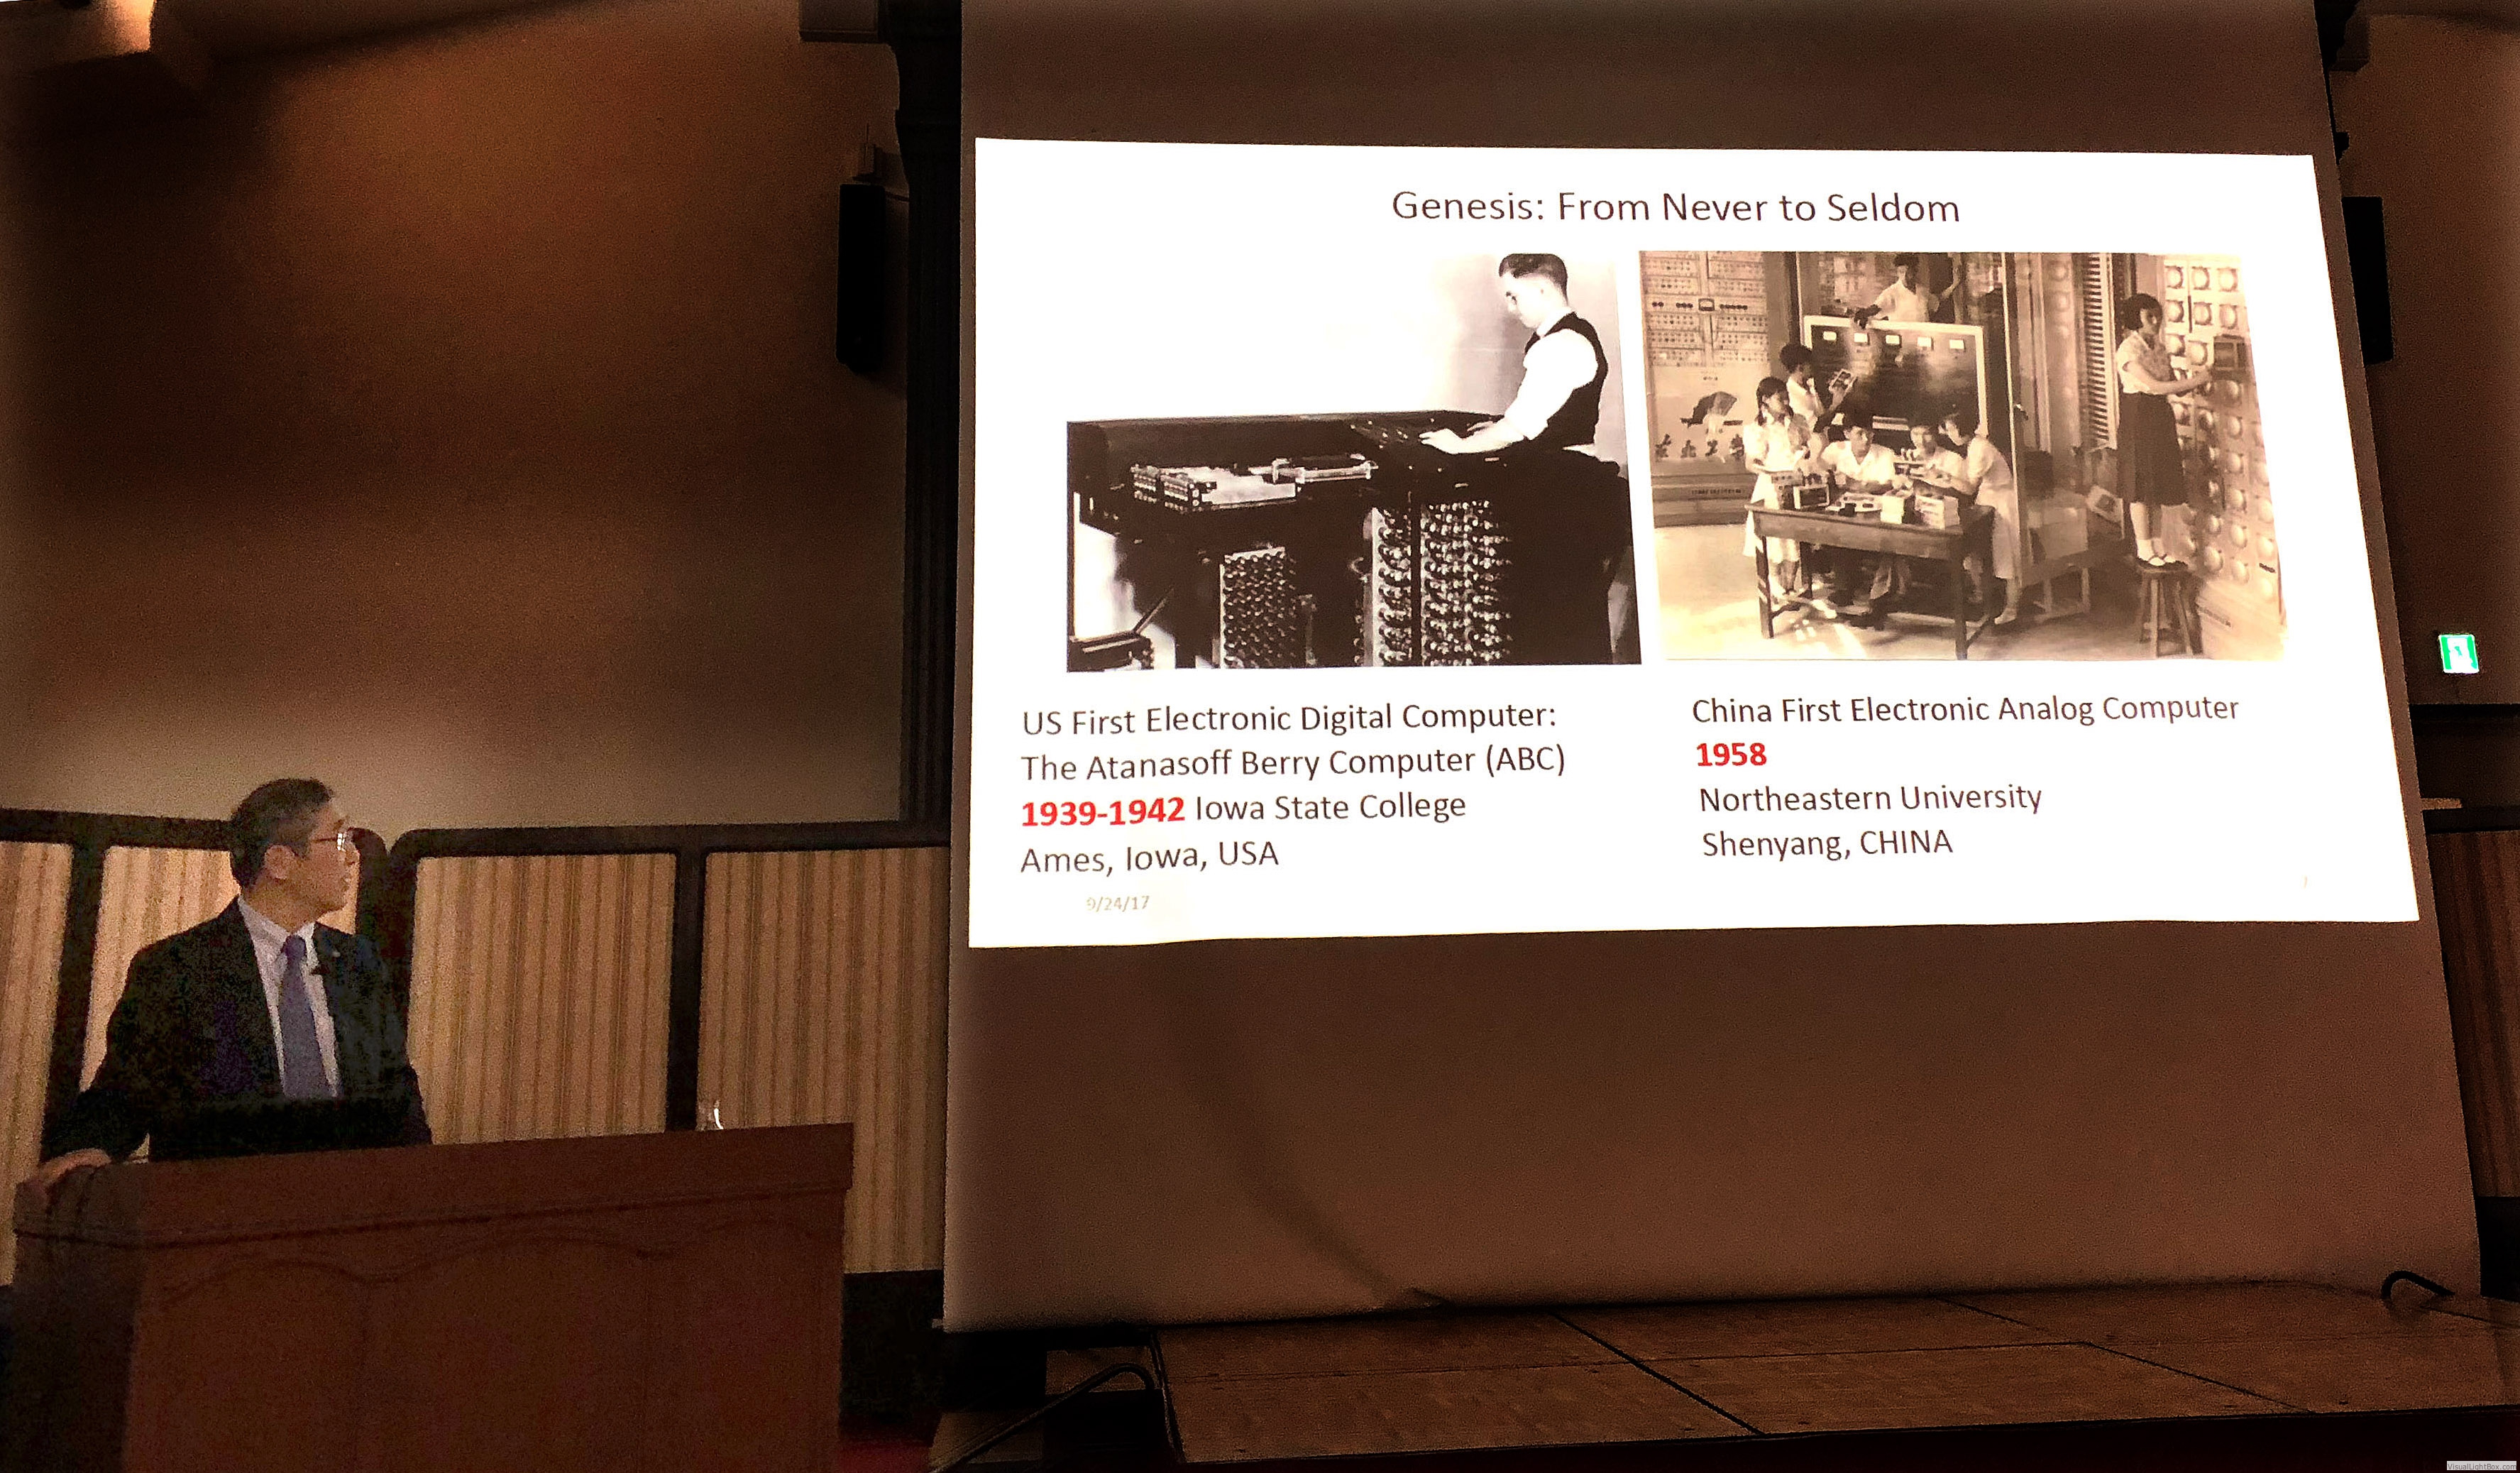 Genesis: From Never to Seldom
US First Electronic Digital Computer:
The Atanasoff Berry Computer (ABC)
1939-1942 Iowa State College
Ames, Iowa, USA
9/24/17
China First Electronic Analog Computer
1958
Northeastern University
Shenyang, CHINA
VisualLightBox.com